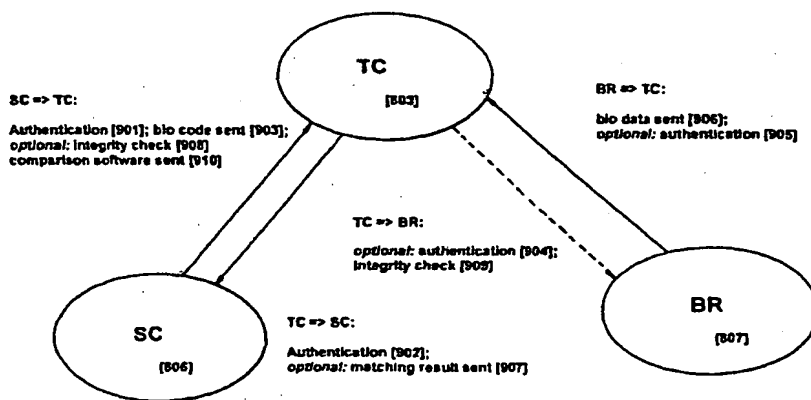 TC
[803]
SC => TC:
Authentication [901]; bio code sent [903];
optional: integrity check [908]
comparison software sent [910]
BR => TC:
bio data sent [906];
optional: authentication [905]
TC => BR:
optional: authentication [904];
integrity check [909]
SC
[806]
BR
[807]
TC => SC:
Authentication [902];
optional: matching result sent [907]